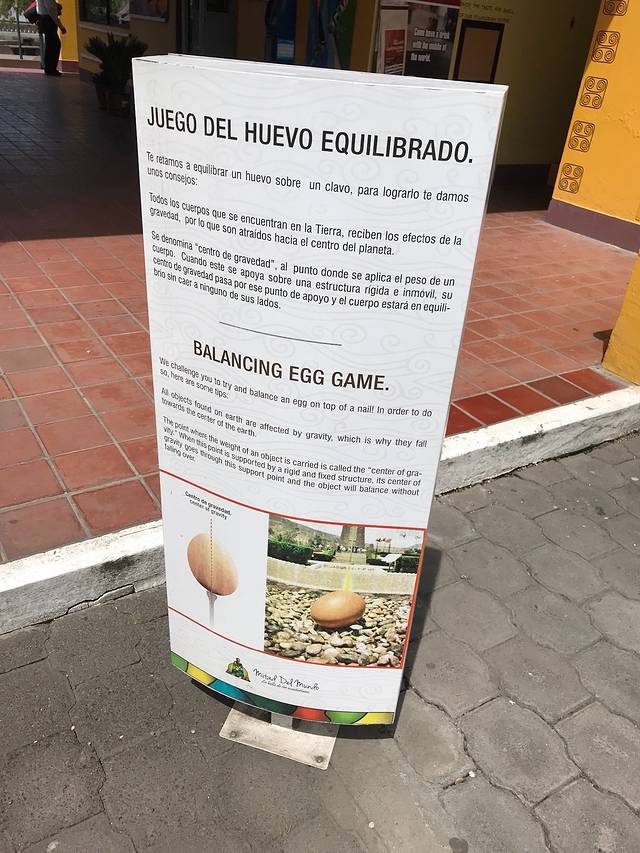 Come have a drink
with the middle of
the world.
JUEGO DEL HUEVO EQUILIBRADO.
Te retamos a equilibrar un huevo sobre un clavo, para lograrlo te damos
unos consejos:
Todos los cuerpos que se encuentran en la Tierra, reciben los efectos de la
gravedad, por lo que son atraídos hacia el centro del planeta.
Se denomina "centro de gravedad", al punto donde se aplica el peso de un
cuerpo. Cuando este se apoya sobre una estructura rígida e inmóvil, su
centro de gravedad pasa por ese punto de apoyo y el cuerpo estará en equili-
brio sin caer a ninguno de sus lados.
BALANCING EGG GAME.
We challenge you to try and balance an egg on top of a nail! In order to do
so, here are some tips:
All objects found on earth are affected by gravity, which is why they fall
towards the center of the earth.
The point where the weight of an object is carried is called the "center of gra-
vity." When this point is supported by a rigid and fixed structure, its center of
gravity goes through this support point and the object will balance without
falling over.
Centro de gravedad.
center of gravity
Mitad Del Mundo